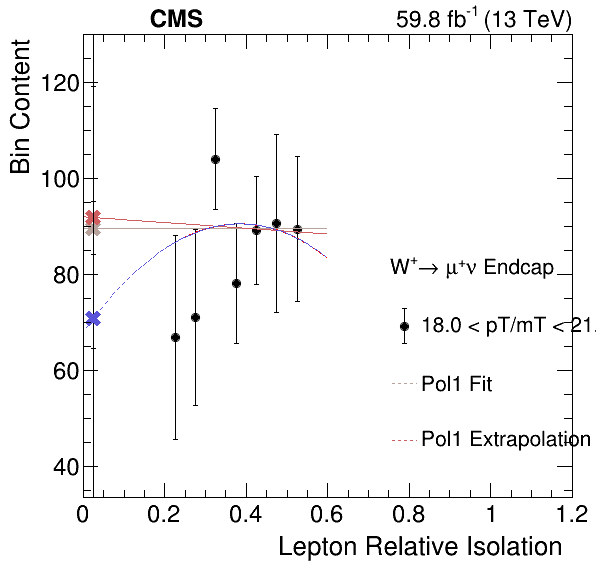 CMS
59.8 fb⁻¹ (13 TeV)
Bin Content
120
100
80
60
40
W⁺→ μ⁺ν Endcap
18.0 < pT/mT < 21.
Pol1 Fit
Pol1 Extrapolation
0 0.2 0.4 0.6 0.8 1 1.2
Lepton Relative Isolation